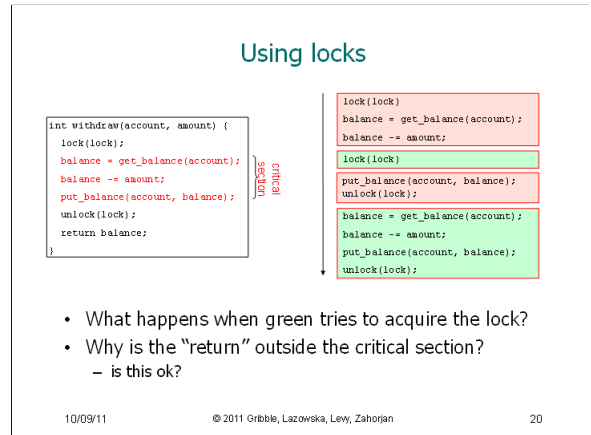 Using locks
int withdraw(account, amount) {
lock(lock);
balance = get_balance(account);
balance -= amount;
put_balance(account, balance);
unlock(lock);
return balance;
}
critical
section
lock(lock)
balance = get_balance(account);
balance -= amount;
lock(lock)
put_balance(account, balance);
unlock(lock);
balance = get_balance(account);
balance -= amount;
put_balance(account, balance);
unlock(lock);
• What happens when green tries to acquire the lock?
• Why is the “return” outside the critical section?
– is this ok?
10/09/11
© 2011 Gribble, Lazowska, Levy, Zahorjan
20